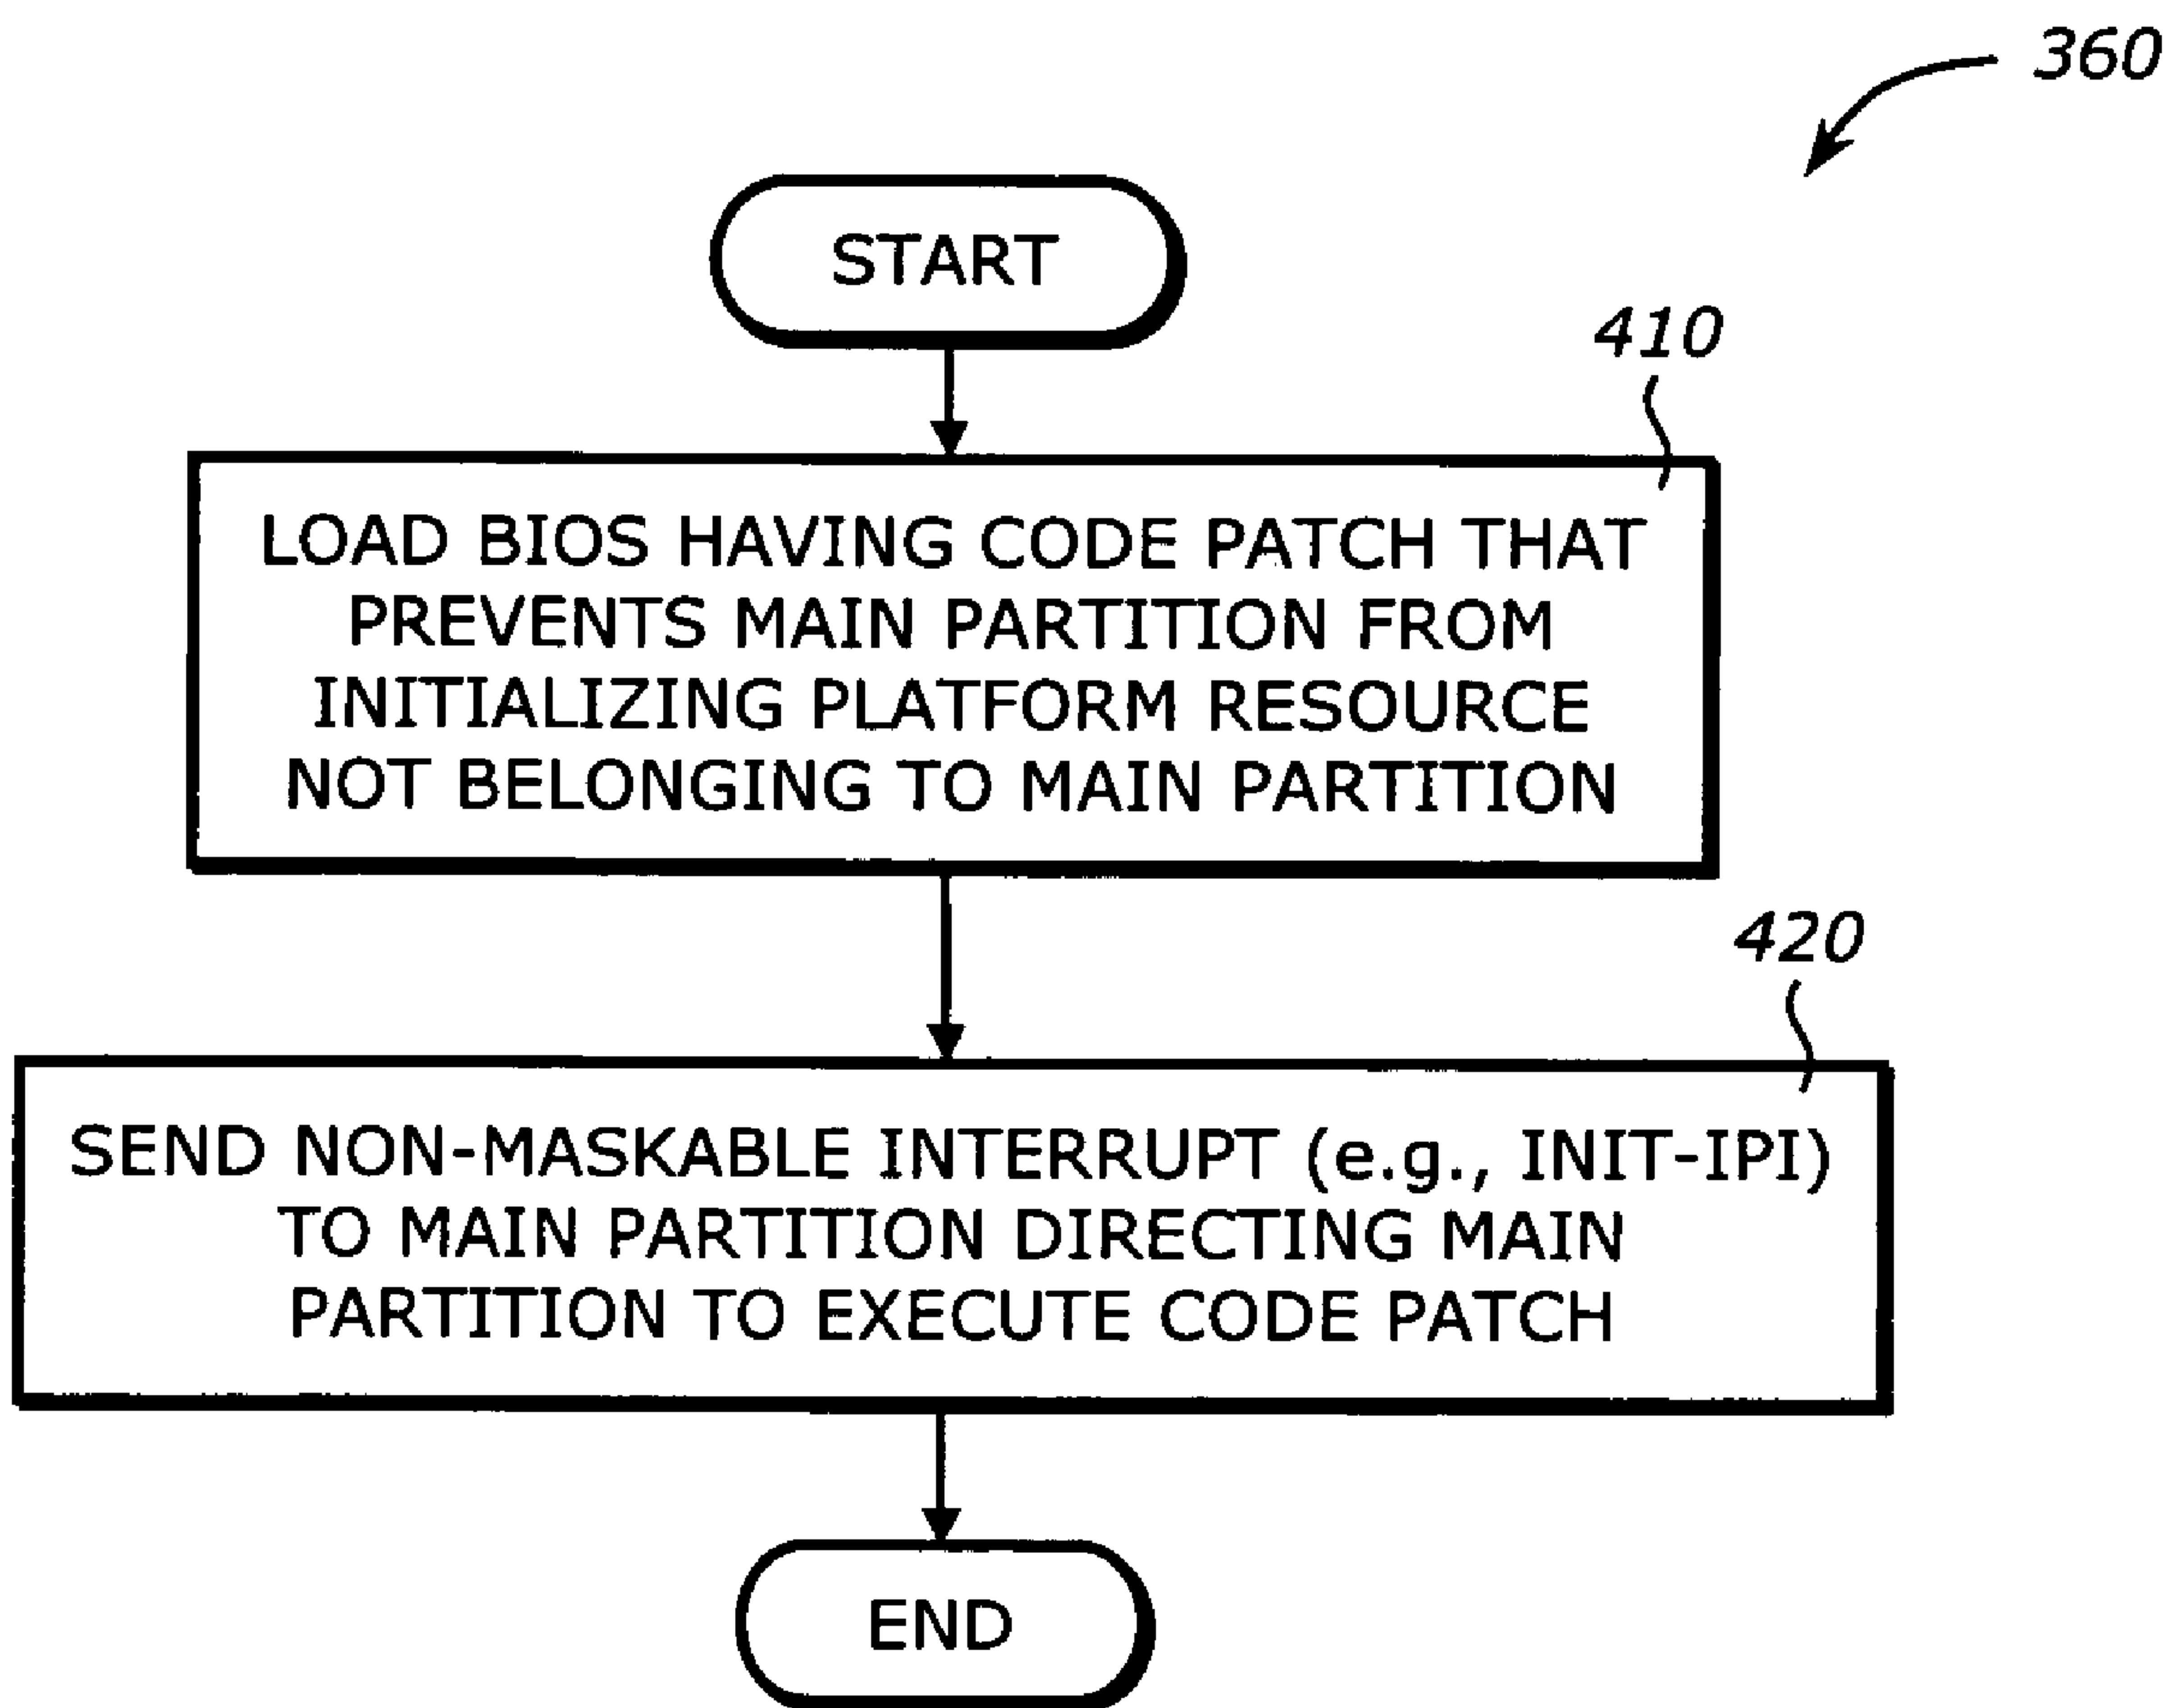 360
START
410
LOAD BIOS HAVING CODE PATCH THAT
PREVENTS MAIN PARTITION FROM
INITIALIZING PLATFORM RESOURCE
NOT BELONGING TO MAIN PARTITION
420
SEND NON-MASKABLE INTERRUPT (e.g., INIT-IPI)
TO MAIN PARTITION DIRECTING MAIN
PARTITION TO EXECUTE CODE PATCH
END